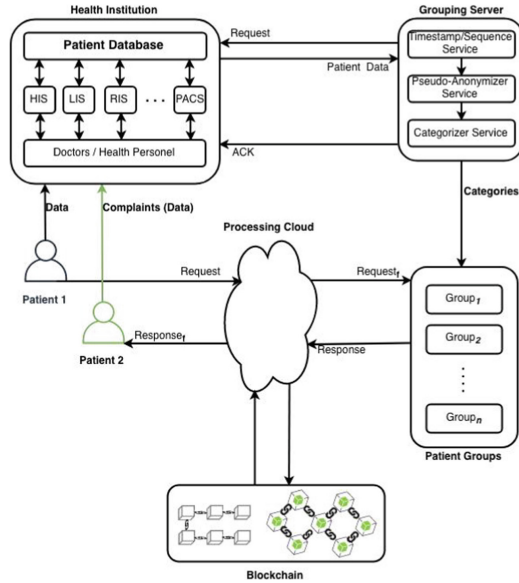 Health Institution
Patient Database
HIS
LIS
RIS
. . .
PACS
Doctors / Health Personel
Request
Patient Data
ACK
Grouping Server
Timestamp/Sequence
Service
Pseudo-Anonymizer
Service
Categorizer Service
Categories
Data
Complaints (Data)
Patient 1
Patient 2
Processing Cloud
Request
Requestf
Responsef
Response
Group1
Group2
Groupn
Patient Groups
Blockchain